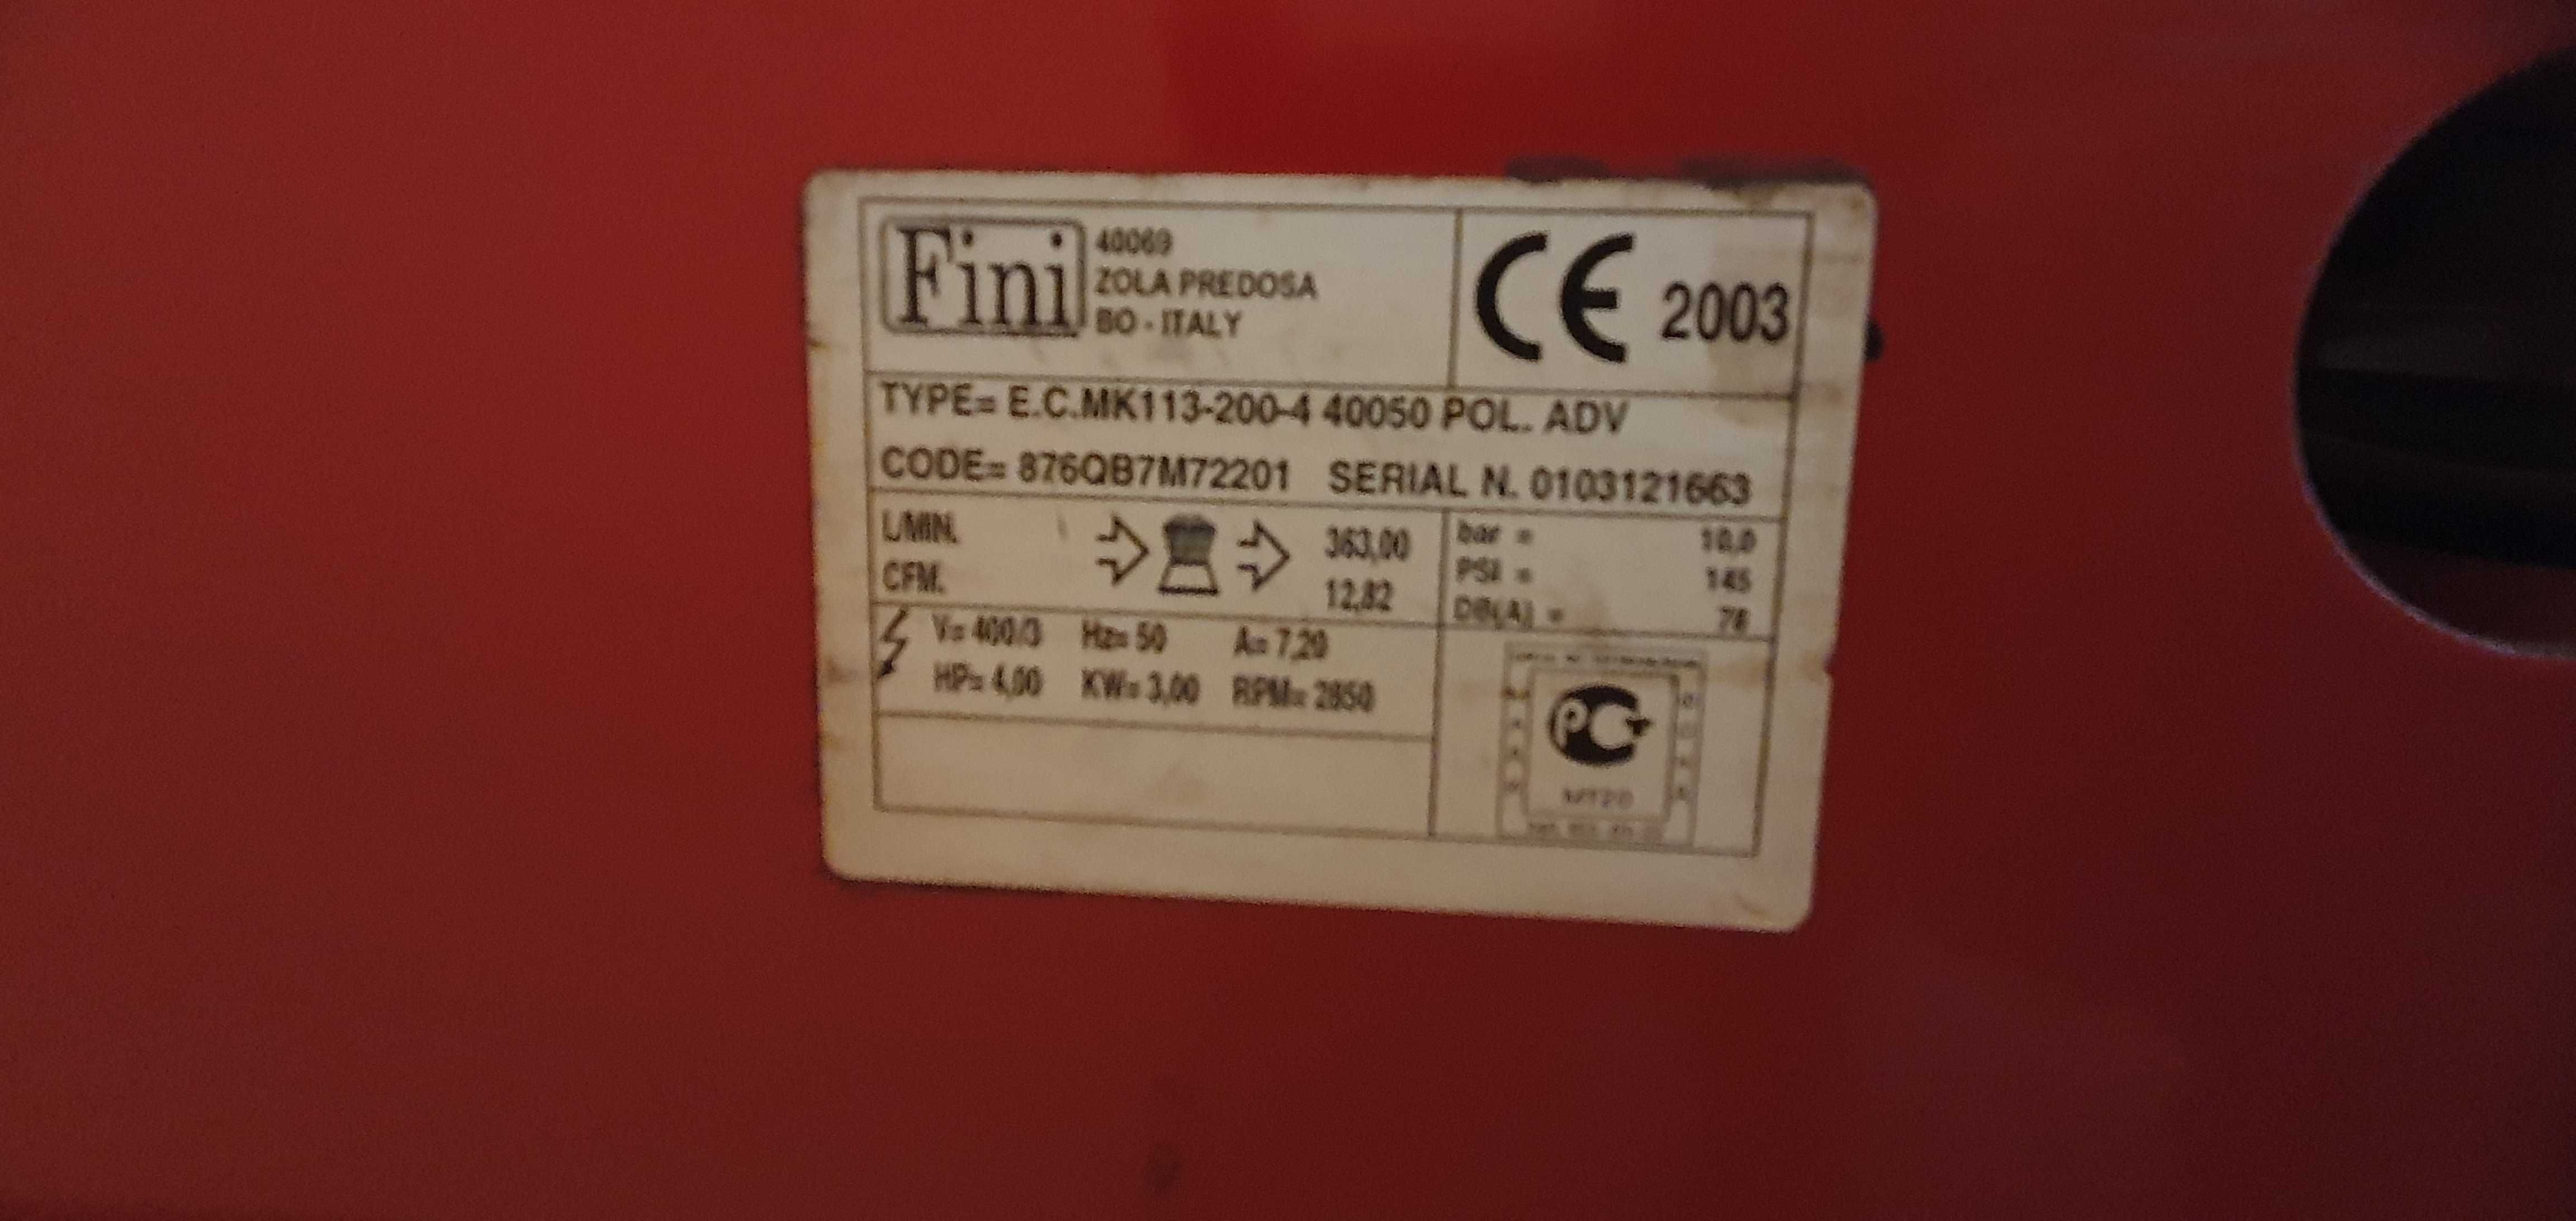 Fini
40069
ZOLA PREDOSA
BO - ITALY
CE 2003
TYPE= E.C.MK113-200-4 40050 POL. ADV
CODE= 876QB7M72201 SERIAL N. 0103121663
L/MIN. 363,00
CFM. 12,82
bar = 10,0
PSI = 145
DB(A) = 78
V= 400/3 Hz= 50 A= 7,20
HP= 4,00 KW= 3,00 RPM= 2850
PCT
MT20